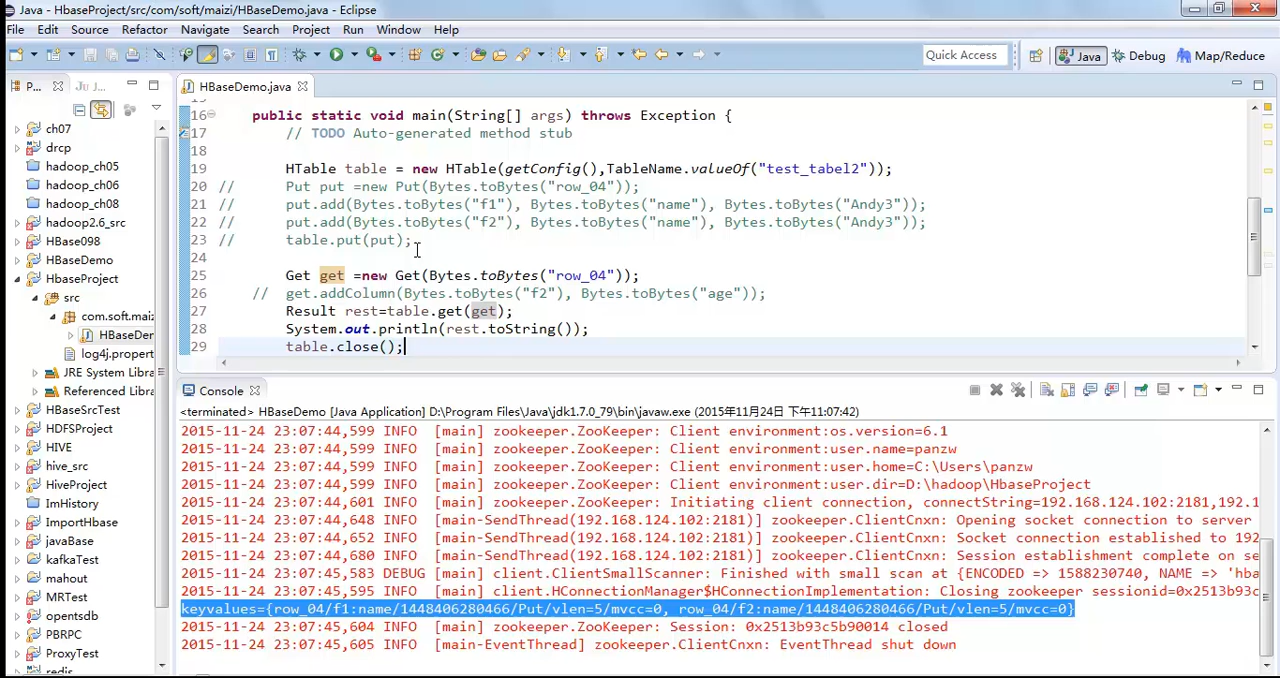 Java - HbaseProject/src/com/soft/maizi/HBaseDemo.java - Eclipse
File Edit Source Refactor Navigate Search Project Run Window Help
Quick Access Java Debug Map/Reduce
P... Ju J...
HBaseDemo.java
ch07
drcp
hadoop_ch05
hadoop_ch06
hadoop_ch08
hadoop2.6_src
HBase098
HBaseDemo
HbaseProject
src
com.soft.maizi
HBaseDer
log4j.propert
JRE System Libra
Referenced Libra
HBaseSrcTest
HDFSProject
HIVE
hive_src
HiveProject
ImHistory
ImportHbase
javaBase
kafkaTest
mahout
MRTest
opentsdb
PBRPC
ProxyTest
redis
16 public static void main(String[] args) throws Exception {
17 // TODO Auto-generated method stub
18
19 HTable table = new HTable(getConfig(),TableName.valueOf("test_tabel2"));
20 // Put put =new Put(Bytes.toBytes("row_04"));
21 // put.add(Bytes.toBytes("f1"), Bytes.toBytes("name"), Bytes.toBytes("Andy3"));
22 // put.add(Bytes.toBytes("f2"), Bytes.toBytes("name"), Bytes.toBytes("Andy3"));
23 // table.put(put);
24
25 Get get =new Get(Bytes.toBytes("row_04"));
26 // get.addColumn(Bytes.toBytes("f2"), Bytes.toBytes("age"));
27 Result rest=table.get(get);
28 System.out.println(rest.toString());
29 table.close();
Console
<terminated> HBaseDemo [Java Application] D:\Program Files\Java\jdk1.7.0_79\bin\javaw.exe (2015年11月24日 下午11:07:42)
2015-11-24 23:07:44,599 INFO [main] zookeeper.ZooKeeper: Client environment:os.version=6.1
2015-11-24 23:07:44,599 INFO [main] zookeeper.ZooKeeper: Client environment:user.name=panzw
2015-11-24 23:07:44,599 INFO [main] zookeeper.ZooKeeper: Client environment:user.home=C:\Users\panzw
2015-11-24 23:07:44,599 INFO [main] zookeeper.ZooKeeper: Client environment:user.dir=D:\hadoop\HbaseProject
2015-11-24 23:07:44,601 INFO [main] zookeeper.ZooKeeper: Initiating client connection, connectString=192.168.124.102:2181,192.1
2015-11-24 23:07:44,648 INFO [main-SendThread(192.168.124.102:2181)] zookeeper.ClientCnxn: Opening socket connection to server
2015-11-24 23:07:44,652 INFO [main-SendThread(192.168.124.102:2181)] zookeeper.ClientCnxn: Socket connection established to 192
2015-11-24 23:07:44,680 INFO [main-SendThread(192.168.124.102:2181)] zookeeper.ClientCnxn: Session establishment complete on se
2015-11-24 23:07:45,583 DEBUG [main] client.ClientSmallScanner: Finished with small scan at {ENCODED => 1588230740, NAME => 'hba
2015-11-24 23:07:45,591 INFO [main] client.HConnectionManager$HConnectionImplementation: Closing zookeeper sessionid=0x2513b93c
keyvalues={row_04/f1:name/1448406280466/Put/vlen=5/mvcc=0, row_04/f2:name/1448406280466/Put/vlen=5/mvcc=0}
2015-11-24 23:07:45,604 INFO [main] zookeeper.ZooKeeper: Session: 0x2513b93c5b90014 closed
2015-11-24 23:07:45,605 INFO [main-EventThread] zookeeper.ClientCnxn: EventThread shut down